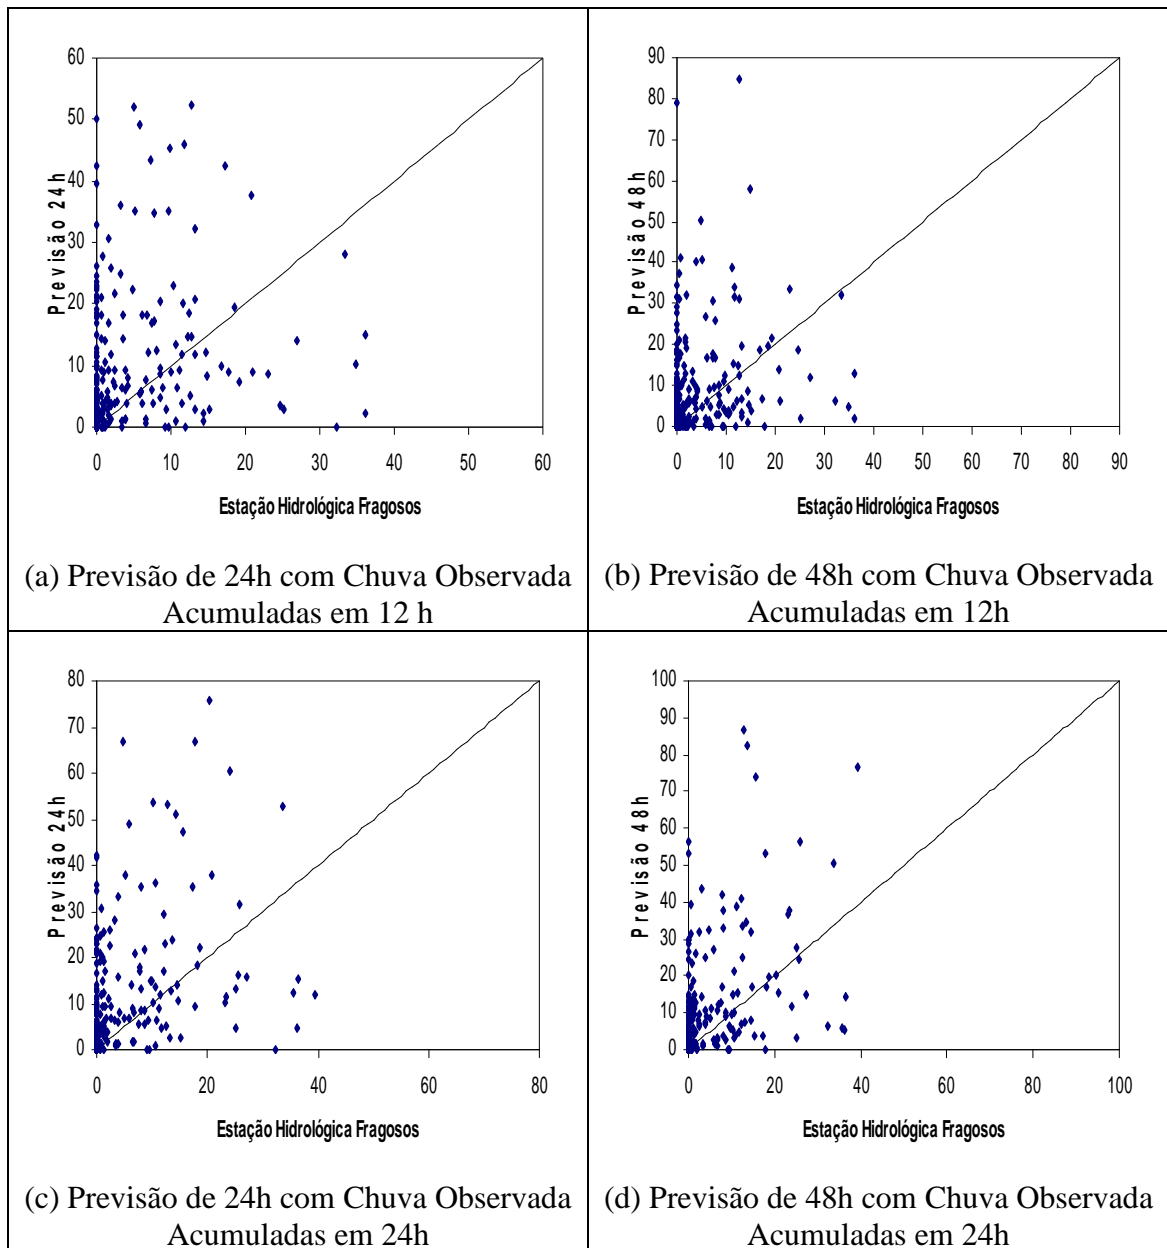 60
50
40
30
20
10
0
Previsão 24h
0 10 20 30 40 50 60
Estação Hidrológica Fragosos
(a) Previsão de 24h com Chuva Observada
Acumuladas em 12 h
90
80
70
60
50
40
30
20
10
0
Previsão 48h
0 10 20 30 40 50 60 70 80 90
Estação Hidrológica Fragosos
(b) Previsão de 48h com Chuva Observada
Acumuladas em 12h
80
70
60
50
40
30
20
10
0
Previsão 24h
0 20 40 60 80
Estação Hidrológica Fragosos
(c) Previsão de 24h com Chuva Observada
Acumuladas em 24h
100
90
80
70
60
50
40
30
20
10
0
Previsão 48h
0 20 40 60 80 100
Estação Hidrológica Fragosos
(d) Previsão de 48h com Chuva Observada
Acumuladas em 24h